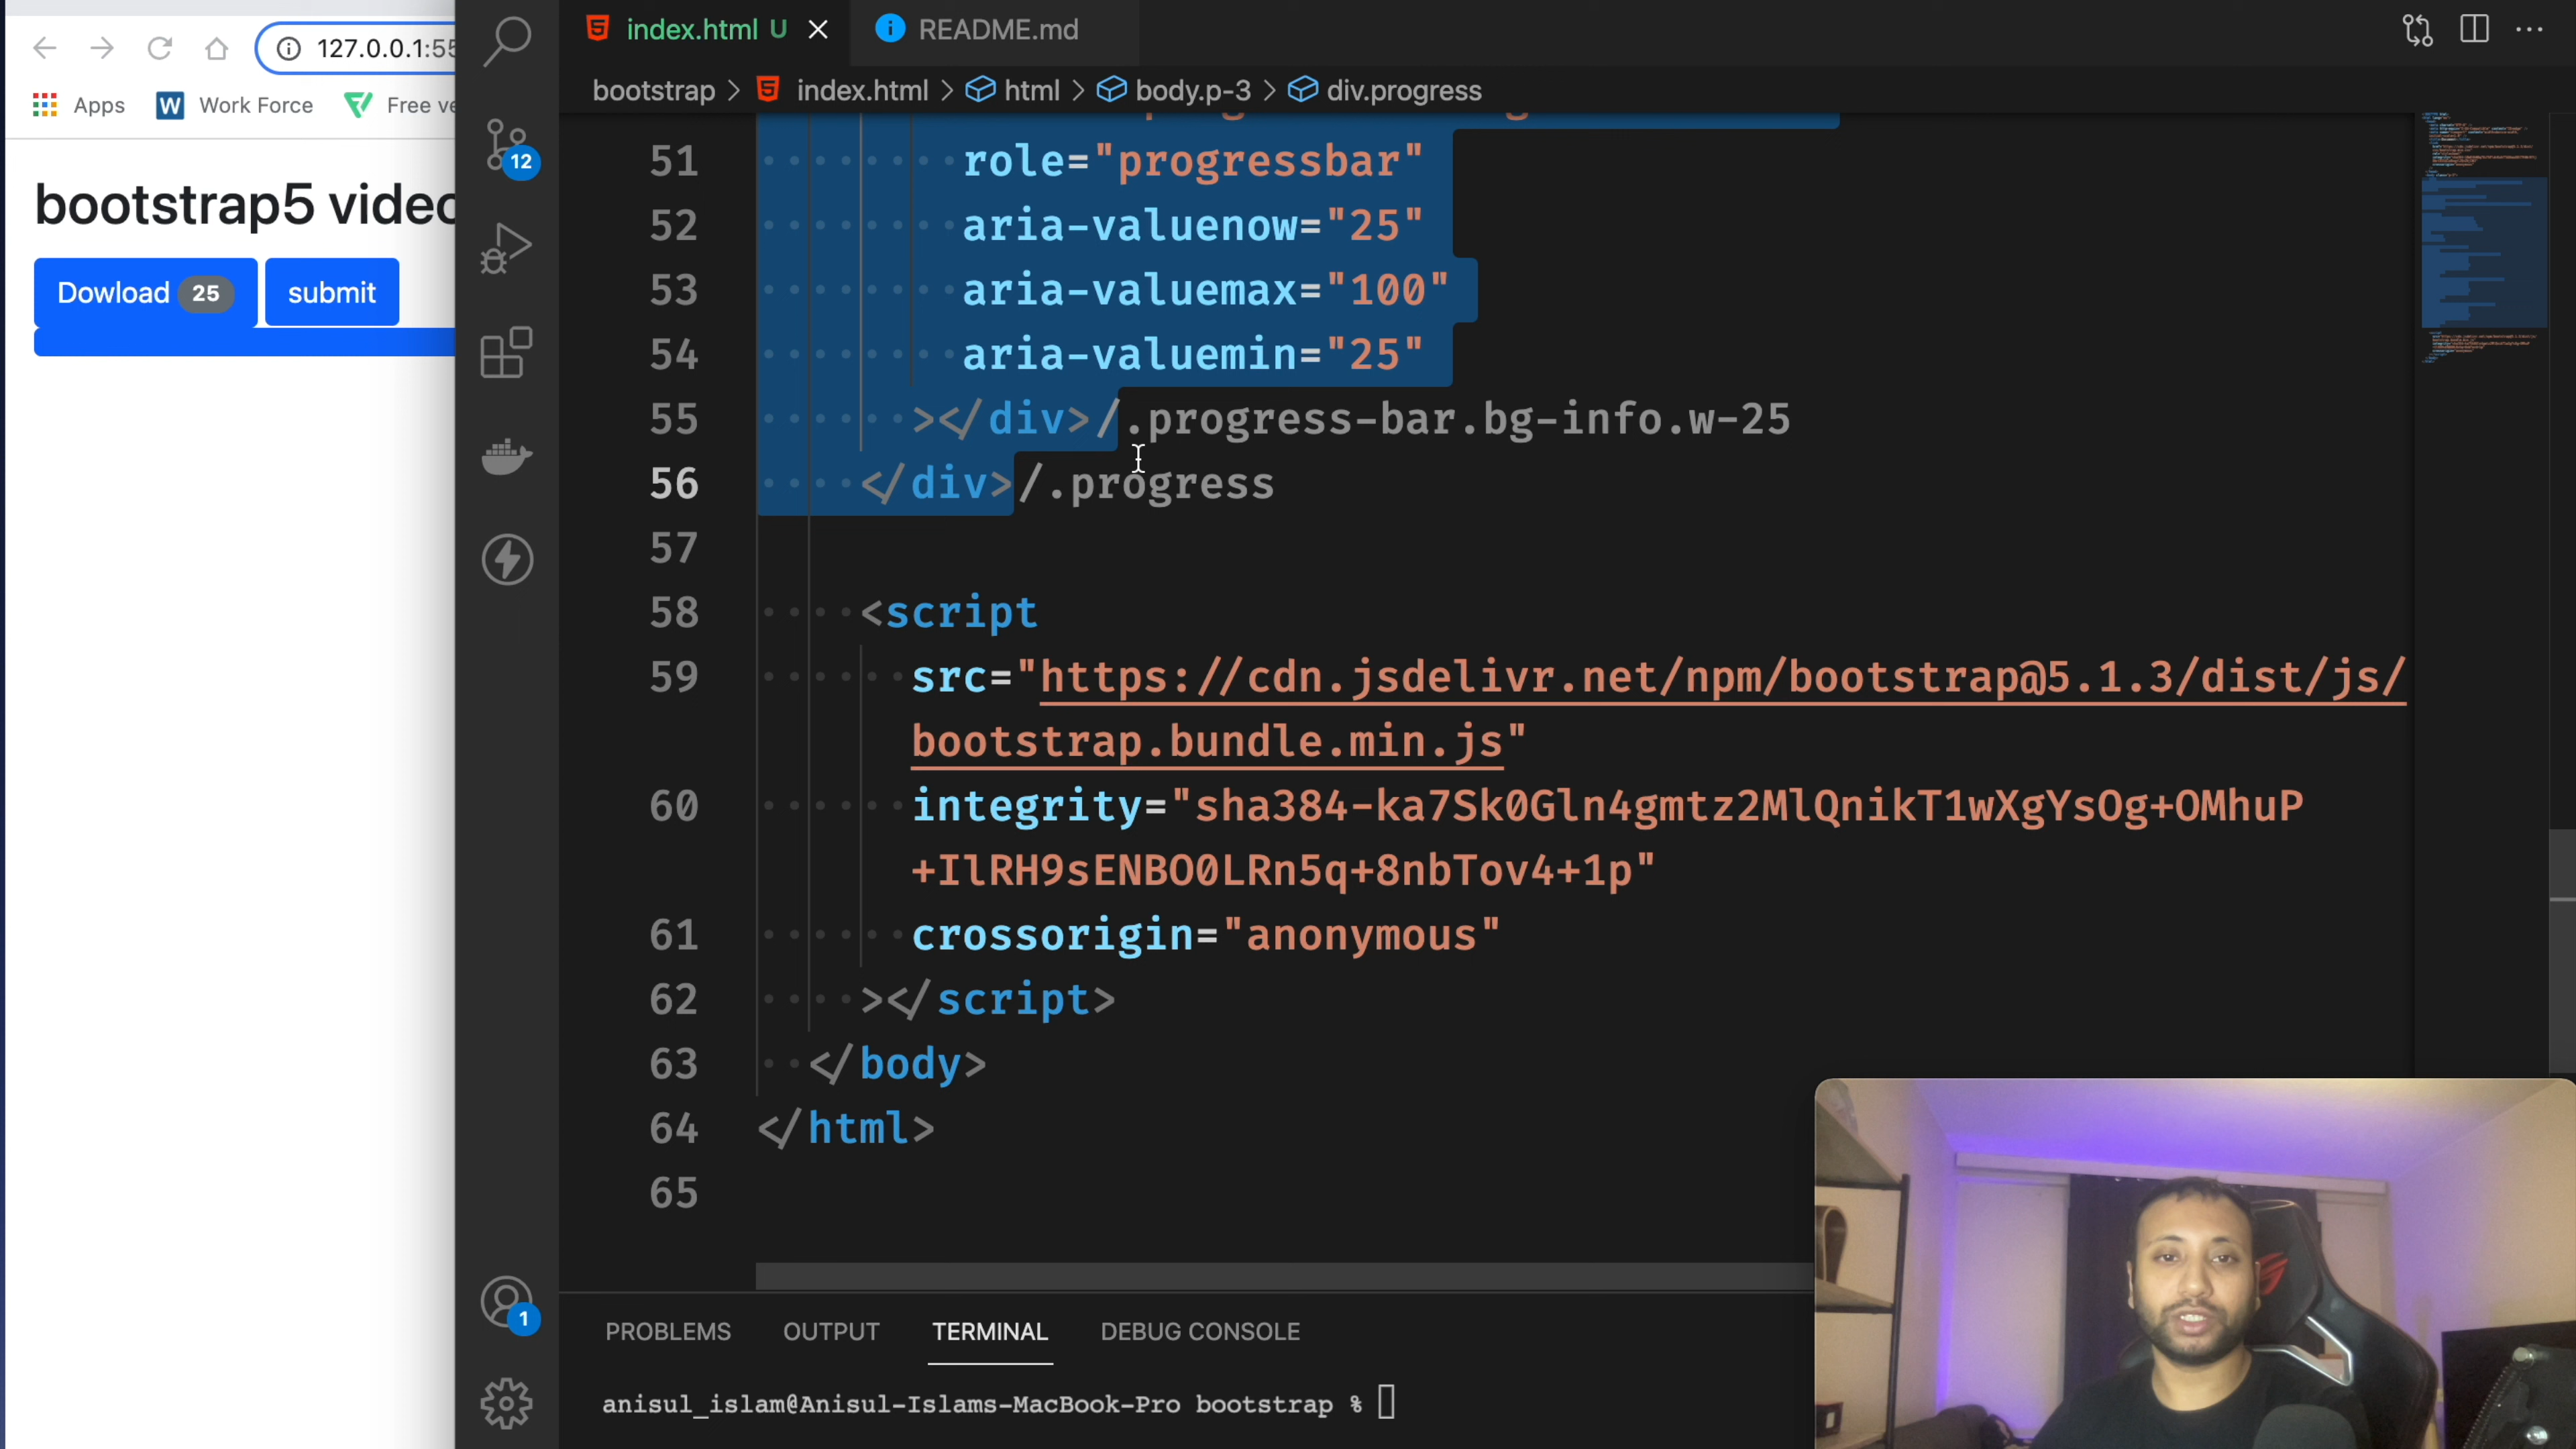 127.0.0.1:55
Apps
W
Work Force
Free ve
bootstrap5 video
Dowload 25
submit
12
1
index.html U
README.md
bootstrap > index.html > html > body.p-3 > div.progress
51 role="progressbar"
52 aria-valuenow="25"
53 aria-valuemax="100"
54 aria-valuemin="25"
55 ></div>/.progress-bar.bg-info.w-25
56 </div>/.progress
57
58 <script
59 src="https://cdn.jsdelivr.net/npm/bootstrap@5.1.3/dist/js/
bootstrap.bundle.min.js"
60 integrity="sha384-ka7Sk0Gln4gmtz2MlQnikT1wXgYsOg+OMhuP
+IlRH9sENBO0LRn5q+8nbTov4+1p"
61 crossorigin="anonymous"
62 ></script>
63 </body>
64 </html>
65
PROBLEMS
OUTPUT
TERMINAL
DEBUG CONSOLE
anisul_islam@Anisul-Islams-MacBook-Pro bootstrap %